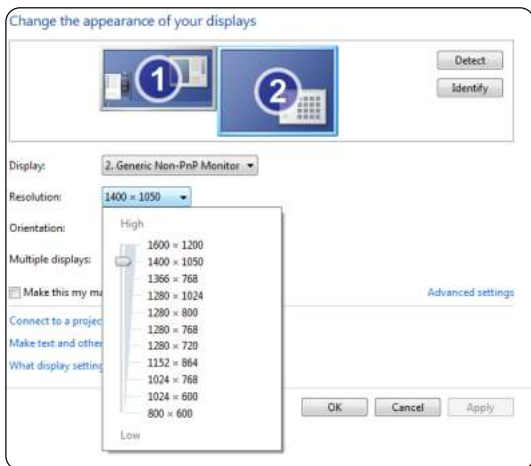 Change the appearance of your displays
1
2
Detect
Identify
Display:
2. Generic Non-PnP Monitor
Resolution:
1400 × 1050
Orientation:
High
1600 × 1200
Multiple displays:
1400 × 1050
1366 × 768
Make this my ma
1280 × 1024
Advanced settings
1280 × 800
Connect to a projec
1280 × 768
Make text and other
1280 × 720
What display setting
1152 × 864
1024 × 768
1024 × 600
800 × 600
OK
Cancel
Apply
Low